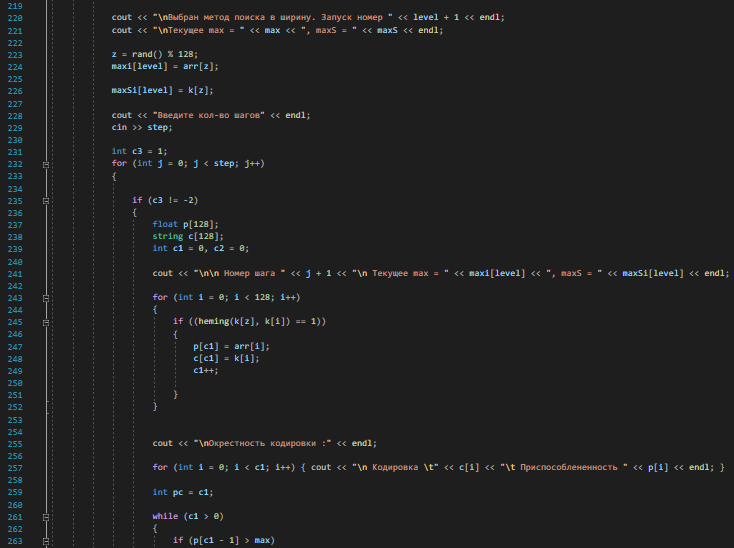 219
220 cout << "\nВыбран метод поиска в ширину. Запуск номер " << level + 1 << endl;
221 cout << "\nТекущее max = " << max << ", maxS = " << maxS << endl;
222
223 z = rand() % 128;
224 maxi[level] = arr[z];
225
226 maxSi[level] = k[z];
227
228 cout << "Введите кол-во шагов" << endl;
229 cin >> step;
230
231 int c3 = 1;
232 for (int j = 0; j < step; j++)
233 {
234
235 if (c3 != -2)
236 {
237 float p[128];
238 string c[128];
239 int c1 = 0, c2 = 0;
240
241 cout << "\n\n Номер шага " << j + 1 << "\n Текущее max = " << maxi[level] << ", maxS = " << maxSi[level] << endl;
242
243 for (int i = 0; i < 128; i++)
244 {
245 if ((heming(k[z], k[i]) == 1))
246 {
247 p[c1] = arr[i];
248 c[c1] = k[i];
249 c1++;
250
251 }
252 }
253
254
255 cout << "\nОкрестность кодировки :" << endl;
256
257 for (int i = 0; i < c1; i++) { cout << "\n Кодировка \t"<< c[i] << "\t Приспособлененность " << p[i] << endl; }
258
259 int pc = c1;
260
261 while (c1 > 0)
262 {
263 if (p[c1 - 1] > max)